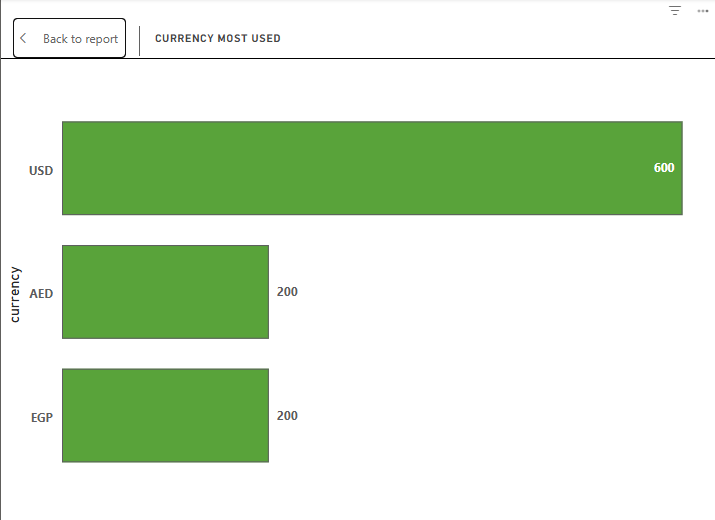 Back to report
CURRENCY MOST USED
currency
USD
600
AED
200
EGP
200